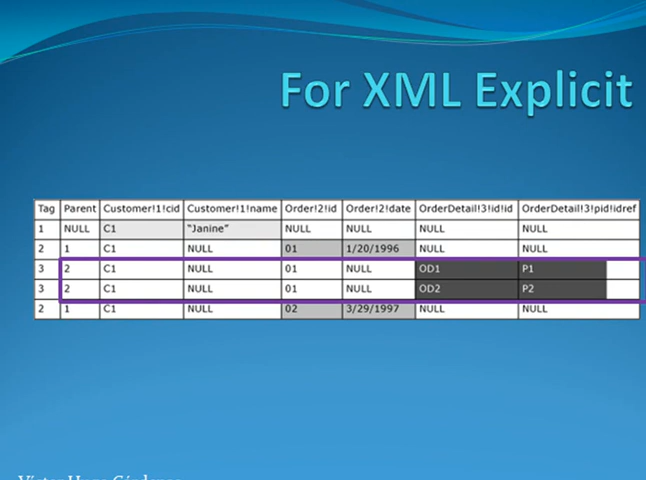 For XML Explicit
Tag Parent Customer!1!cid Customer!1!name Order!2!id Order!2!date OrderDetail!3!id!id OrderDetail!3!pid!idref
1 NULL C1 "Janine" NULL NULL NULL NULL
2 1 C1 NULL 01 1/20/1996 NULL NULL
3 2 C1 NULL 01 NULL OD1 P1
3 2 C1 NULL 01 NULL OD2 P2
2 1 C1 NULL 02 3/29/1997 NULL NULL